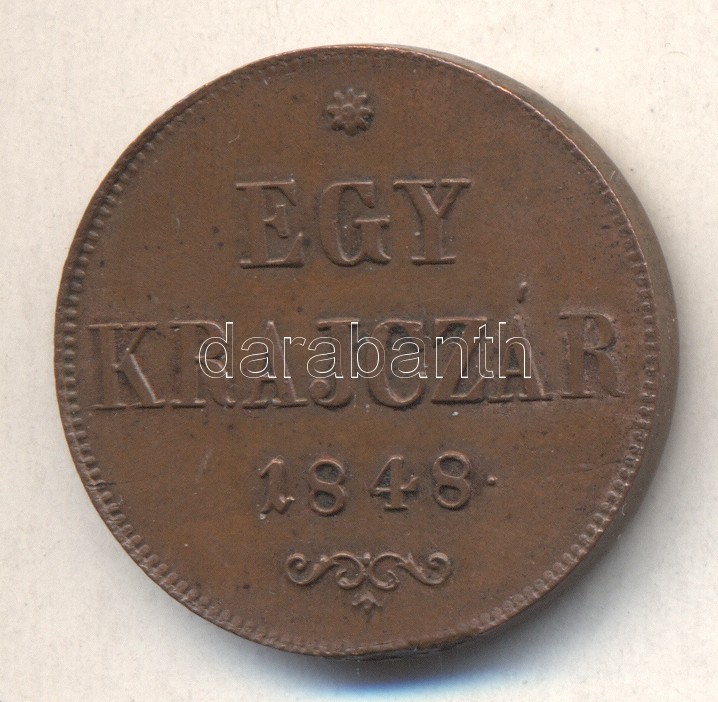 EGY
KRAJCZÁR
darabanth
1848.